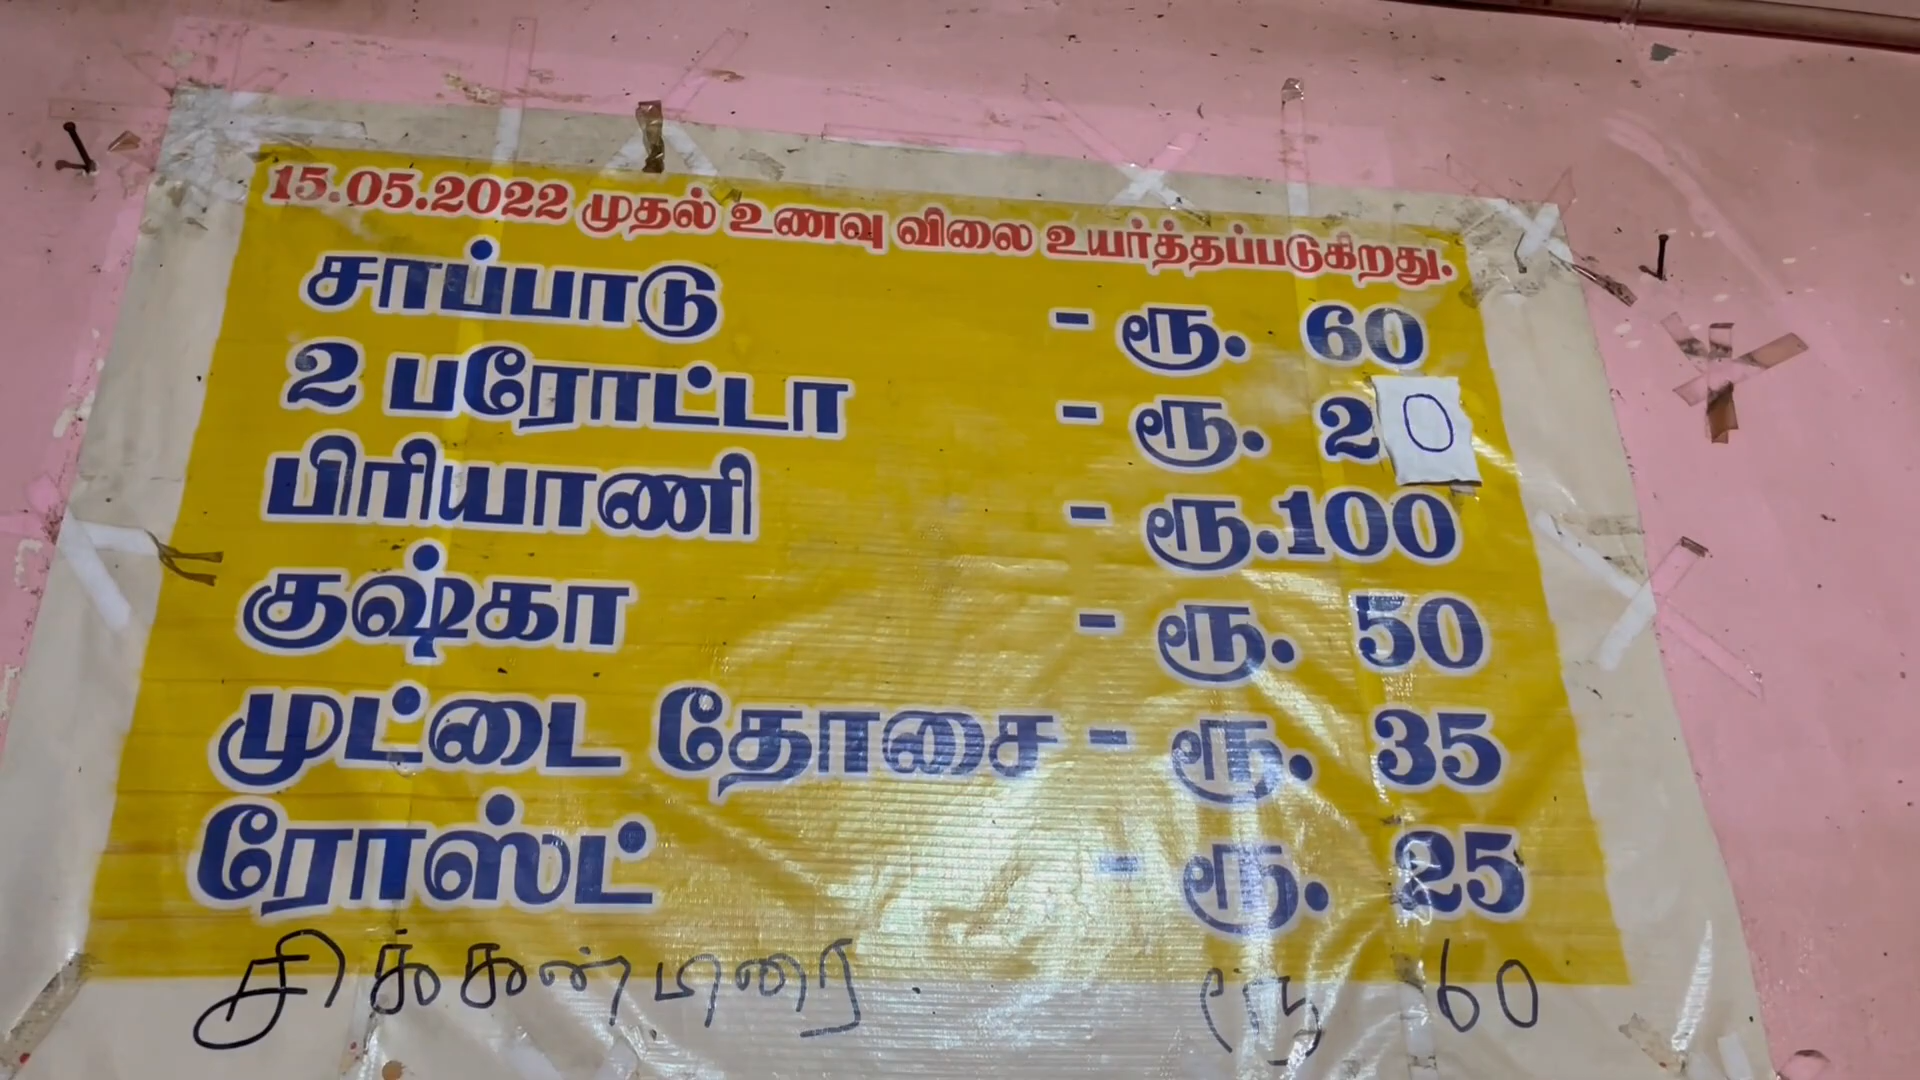 15.05.2022 முதல் உணவு விலை உயர்த்தப்படுகிறது.
சாப்பாடு - ரூ. 60
2 பரோட்டா - ரூ. 20
பிரியாணி - ரூ.100
குஷ்கா - ரூ. 50
முட்டை தோசை - ரூ. 35
ரோஸ்ட் - ரூ. 25
சிக்கன் ரூ 60